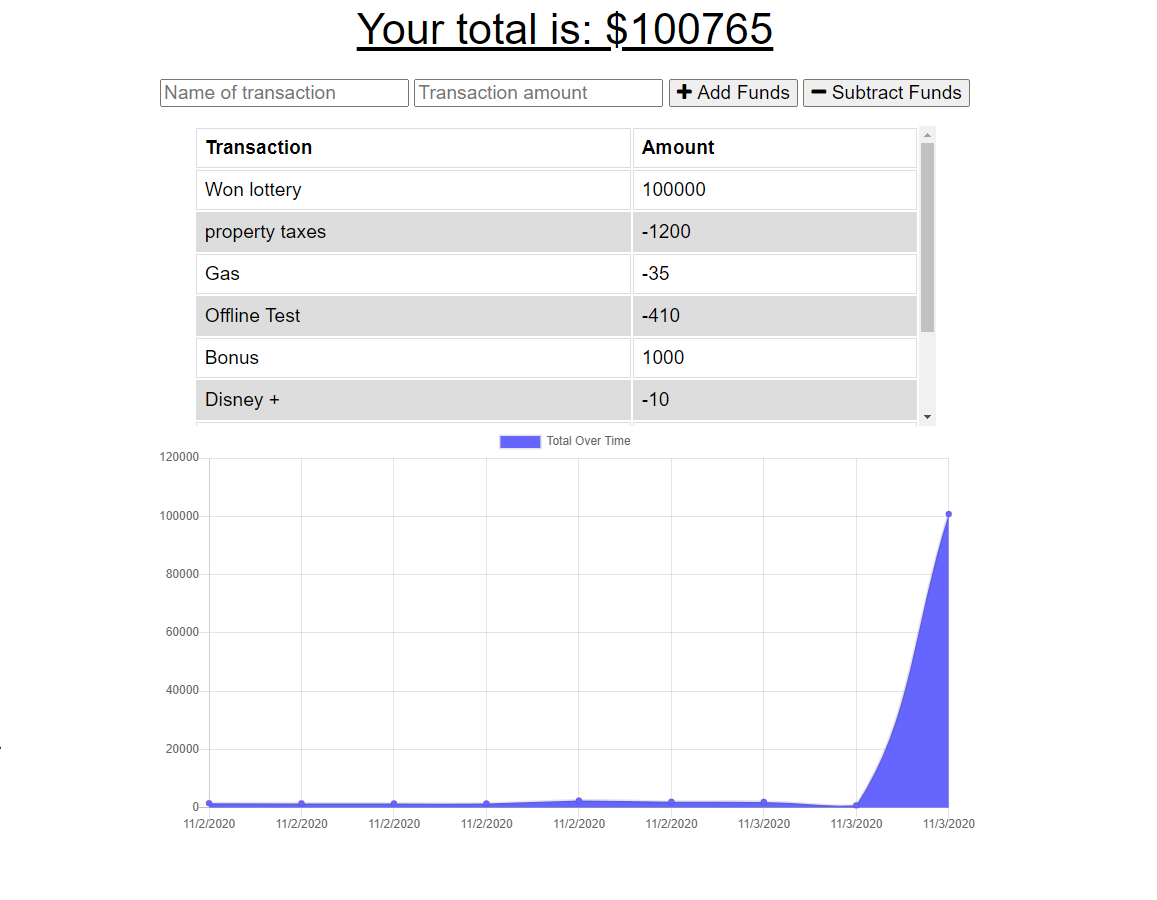 Your total is: $100765
Name of transaction Transaction amount Add Funds Subtract Funds
Transaction Amount
Won lottery 100000
property taxes -1200
Gas -35
Offline Test -410
Bonus 1000
Disney + -10
Total Over Time
120000
100000
80000
60000
40000
20000
0
11/2/2020 11/2/2020 11/2/2020 11/2/2020 11/2/2020 11/2/2020 11/3/2020 11/3/2020 11/3/2020